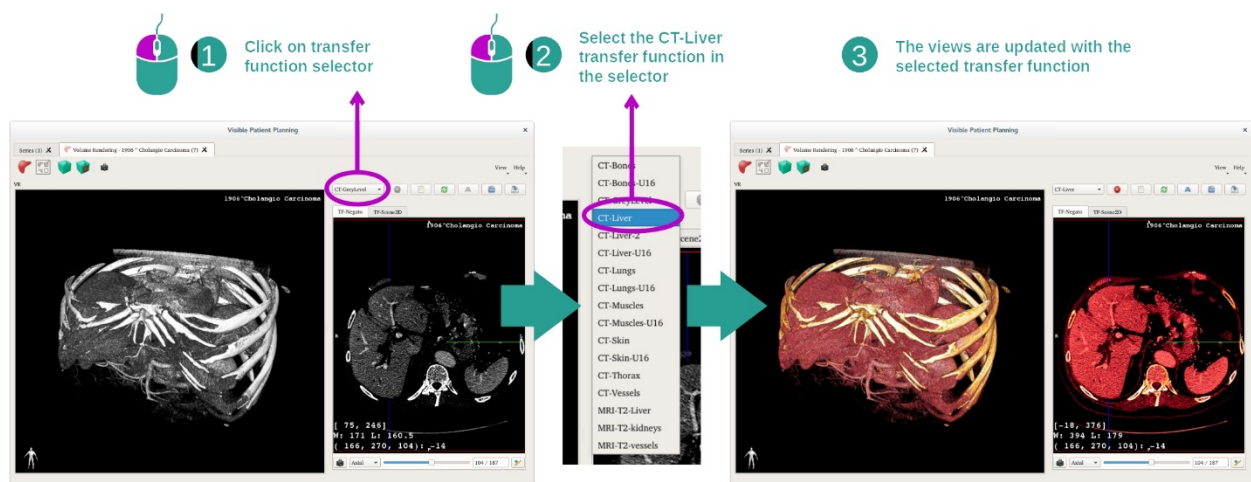 1
Click on transfer
function selector
2
Select the CT-Liver
transfer function in
the selector
3
The views are updated with the
selected transfer function
Visible Patient Planning
Series (1)
Volume Rendering - 1906 ^ Cholangio Carcinoma (7)
View Help
VR
CT-GreyLevel
TF-Negato TF-Scene2D
1906^Cholangio Carcinoma
1906^Cholangio Carcinoma
R
[ 75, 246]
W: 171 L: 160.5
( 166, 270, 104): -14
Axial
104 / 187
CT-Bones
CT-Bones-U16
CT-GreyLevel
CT-Liver
CT-Liver-2
CT-Liver-U16
CT-Lungs
CT-Lungs-U16
CT-Muscles
CT-Muscles-U16
CT-Skin
CT-Skin-U16
CT-Thorax
CT-Vessels
MRI-T2-Liver
MRI-T2-kidneys
MRI-T2-vessels
Visible Patient Planning
Series (1)
Volume Rendering - 1906 ^ Cholangio Carcinoma (7)
View Help
VR
CT-Liver
TF-Negato TF-Scene2D
1906^Cholangio Carcinoma
1906^Cholangio Carcinoma
R
[-18, 376]
W: 394 L: 179
( 166, 270, 104): -14
Axial
104 / 187